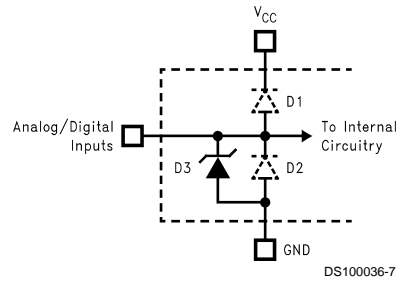 VCC
D1
Analog/Digital
Inputs
To Internal
Circuitry
D3
D2
GND
DS100036-7